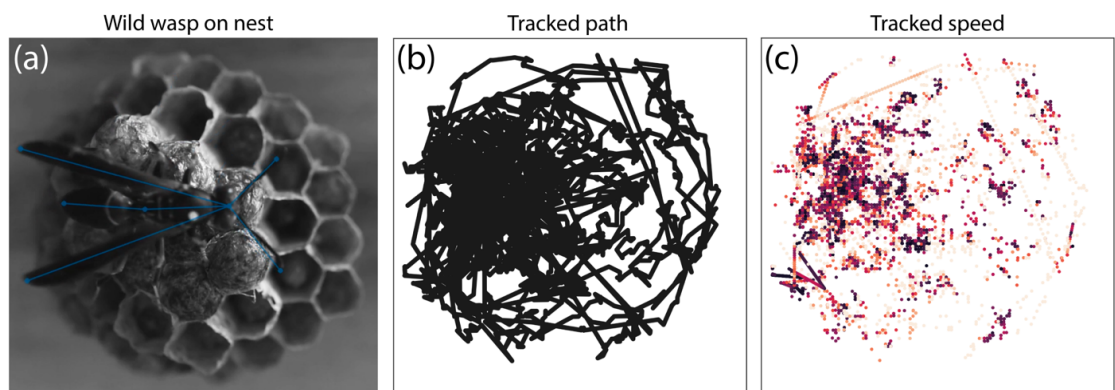 Wild wasp on nest
Tracked path
Tracked speed
(a)
(b)
(c)